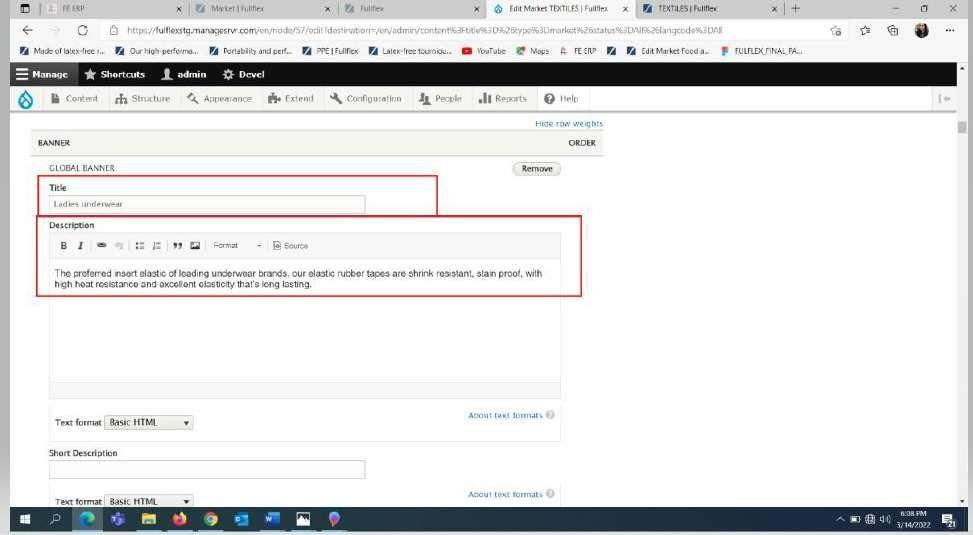 FE ERP
Market | Fullflex
Fullflex
Edit Market TEXTILES | Fullflex
TEXTILES | Fullflex
https://fulflexstg.managesrvr.com/en/node/57/edit?destination=/en/admin/content%3Ftitle%3D%26type%3Dmarket%26status%3DAll%26langcode%3DAll
Made of latex-free r...
Our high-performa...
Portability and perf...
PPE | Fullflex
Latex-free tourniqu...
YouTube
Maps
FE ERP
Edit Market Food a...
FULFLEX_FINAL_PA...
Manage
Shortcuts
admin
Devel
Content
Structure
Appearance
Extend
Configuration
People
Reports
Help
Hide row weights
BANNER
ORDER
GLOBAL BANNER
Remove
Title
Ladies underwear
Description
B I
Format
Source
The preferred insert elastic of leading underwear brands, our elastic rubber tapes are shrink resistant, stain proof, with
high heat resistance and excellent elasticity that's long lasting.
About text formats
Text format Basic HTML
Short Description
About text formats
Text format Basic HTML
6:08 PM
3/14/2022
21